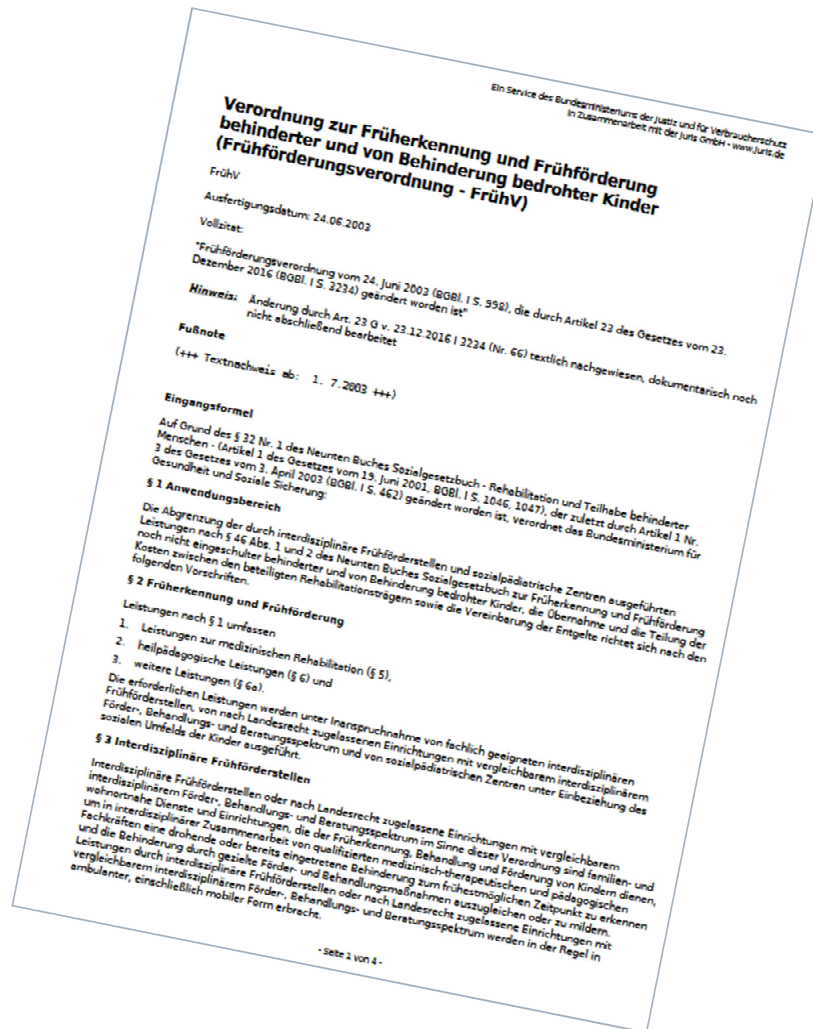 Ein Service des Bundesministeriums der Justiz und für Verbraucherschutz
in Zusammenarbeit mit der juris GmbH - www.juris.de
Verordnung zur Früherkennung und Frühförderung
behinderter und von Behinderung bedrohter Kinder
(Frühförderungsverordnung - FrühV)
FrühV
Ausfertigungsdatum: 24.06.2003
Vollzitat:
"Frühförderungsverordnung vom 24. Juni 2003 (BGBl. I S. 998), die durch Artikel 23 des Gesetzes vom 23.
Dezember 2016 (BGBl. I S. 3234) geändert worden ist"
Hinweis: Änderung durch Art. 23 G v. 23.12.2016 I 3234 (Nr. 66) textlich nachgewiesen, dokumentarisch noch
nicht abschließend bearbeitet
Fußnote
(+++ Textnachweis ab: 1. 7.2003 +++)
Eingangsformel
Auf Grund des § 32 Nr. 1 des Neunten Buches Sozialgesetzbuch - Rehabilitation und Teilhabe behinderter
Menschen - (Artikel 1 des Gesetzes vom 19. Juni 2001, BGBl. I S. 1046, 1047), der zuletzt durch Artikel 1 Nr.
3 des Gesetzes vom 3. April 2003 (BGBl. I S. 462) geändert worden ist, verordnet das Bundesministerium für
Gesundheit und Soziale Sicherung:
§ 1 Anwendungsbereich
Die Abgrenzung der durch interdisziplinäre Frühförderstellen und sozialpädiatrische Zentren ausgeführten
Leistungen nach § 46 Abs. 1 und 2 des Neunten Buches Sozialgesetzbuch zur Früherkennung und Frühförderung
noch nicht eingeschulter behinderter und von Behinderung bedrohter Kinder, die Übernahme und die Teilung der
Kosten zwischen den beteiligten Rehabilitationsträgern sowie die Vereinbarung der Entgelte richtet sich nach den
folgenden Vorschriften.
§ 2 Früherkennung und Frühförderung
Leistungen nach § 1 umfassen
1. Leistungen zur medizinischen Rehabilitation (§ 5),
2. heilpädagogische Leistungen (§ 6) und
3. weitere Leistungen (§ 6a).
Die erforderlichen Leistungen werden unter Inanspruchnahme von fachlich geeigneten interdisziplinären
Frühförderstellen, von nach Landesrecht zugelassenen Einrichtungen mit vergleichbarem interdisziplinärem
Förder-, Behandlungs- und Beratungsspektrum und von sozialpädiatrischen Zentren unter Einbeziehung des
sozialen Umfelds der Kinder ausgeführt.
§ 3 Interdisziplinäre Frühförderstellen
Interdisziplinäre Frühförderstellen oder nach Landesrecht zugelassene Einrichtungen mit vergleichbarem
interdisziplinärem Förder-, Behandlungs- und Beratungsspektrum im Sinne dieser Verordnung sind familien- und
wohnortnahe Dienste und Einrichtungen, die der Früherkennung, Behandlung und Förderung von Kindern dienen,
um in interdisziplinärer Zusammenarbeit von qualifizierten medizinisch-therapeutischen und pädagogischen
Fachkräften eine drohende oder bereits eingetretene Behinderung zum frühestmöglichen Zeitpunkt zu erkennen
und die Behinderung durch gezielte Förder- und Behandlungsmaßnahmen auszugleichen oder zu mildern.
Leistungen durch interdisziplinäre Frühförderstellen oder nach Landesrecht zugelassene Einrichtungen mit
vergleichbarem interdisziplinärem Förder-, Behandlungs- und Beratungsspektrum werden in der Regel in
ambulanter, einschließlich mobiler Form erbracht.
- Seite 1 von 4 -